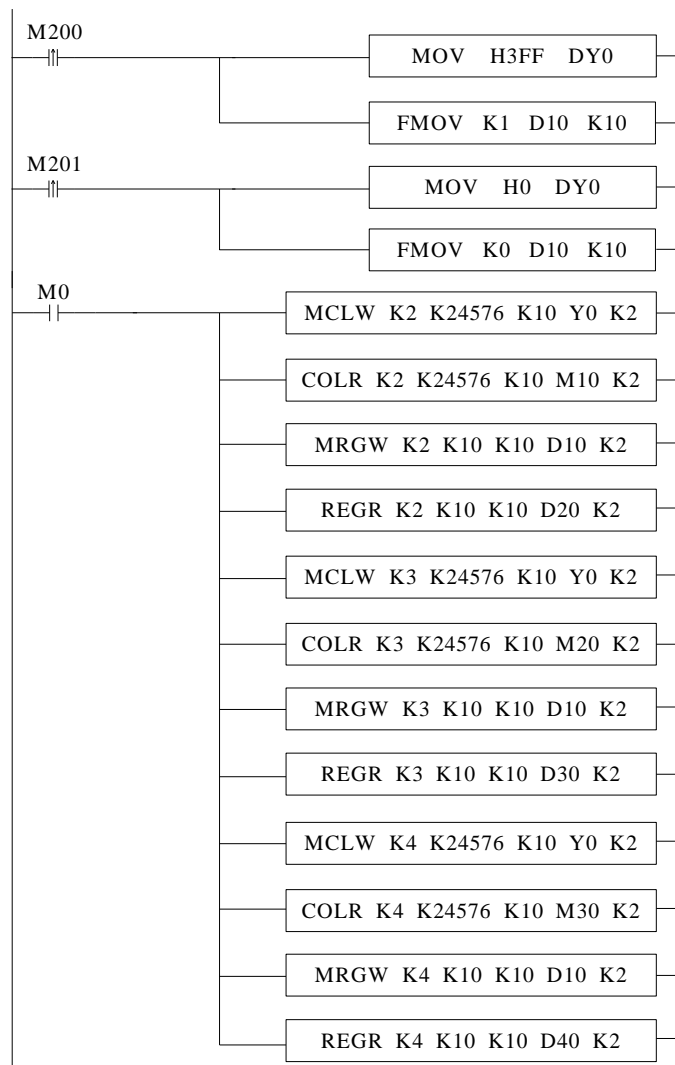 M200
MOV H3FF DY0
FMOV K1 D10 K10
M201
MOV H0 DY0
FMOV K0 D10 K10
M0
MCLW K2 K24576 K10 Y0 K2
COLR K2 K24576 K10 M10 K2
MRGW K2 K10 K10 D10 K2
REGR K2 K10 K10 D20 K2
MCLW K3 K24576 K10 Y0 K2
COLR K3 K24576 K10 M20 K2
MRGW K3 K10 K10 D10 K2
REGR K3 K10 K10 D30 K2
MCLW K4 K24576 K10 Y0 K2
COLR K4 K24576 K10 M30 K2
MRGW K4 K10 K10 D10 K2
REGR K4 K10 K10 D40 K2